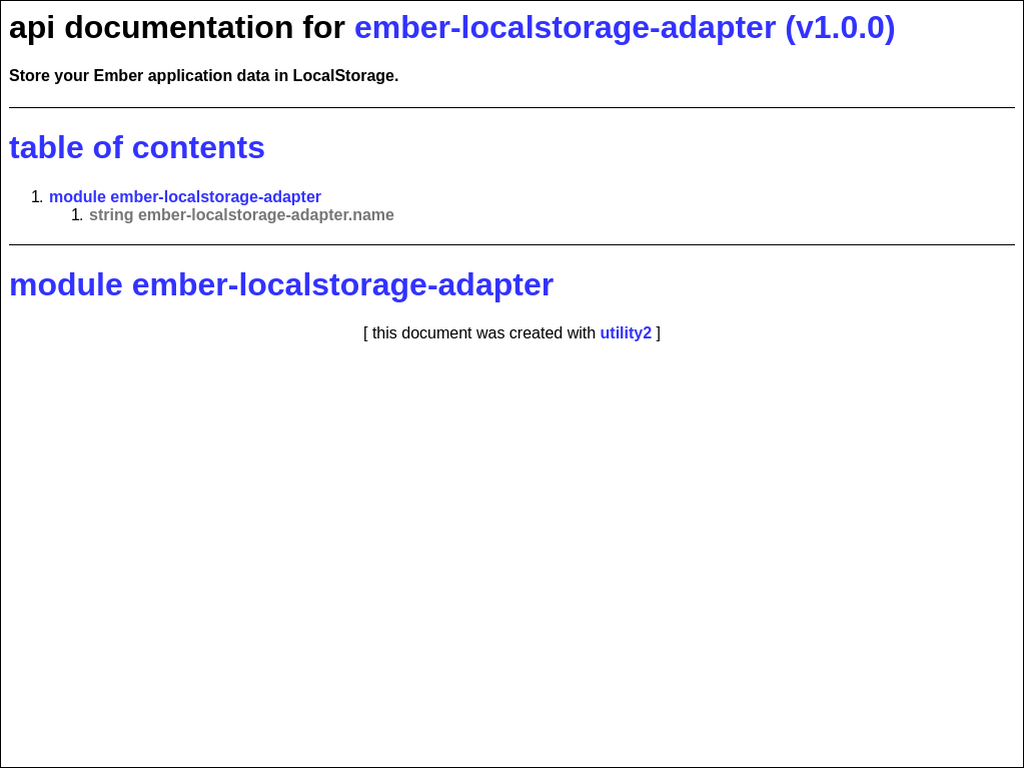 api documentation for ember-localstorage-adapter (v1.0.0)
Store your Ember application data in LocalStorage.
table of contents
1. module ember-localstorage-adapter
1. string ember-localstorage-adapter.name
module ember-localstorage-adapter
[ this document was created with utility2 ]